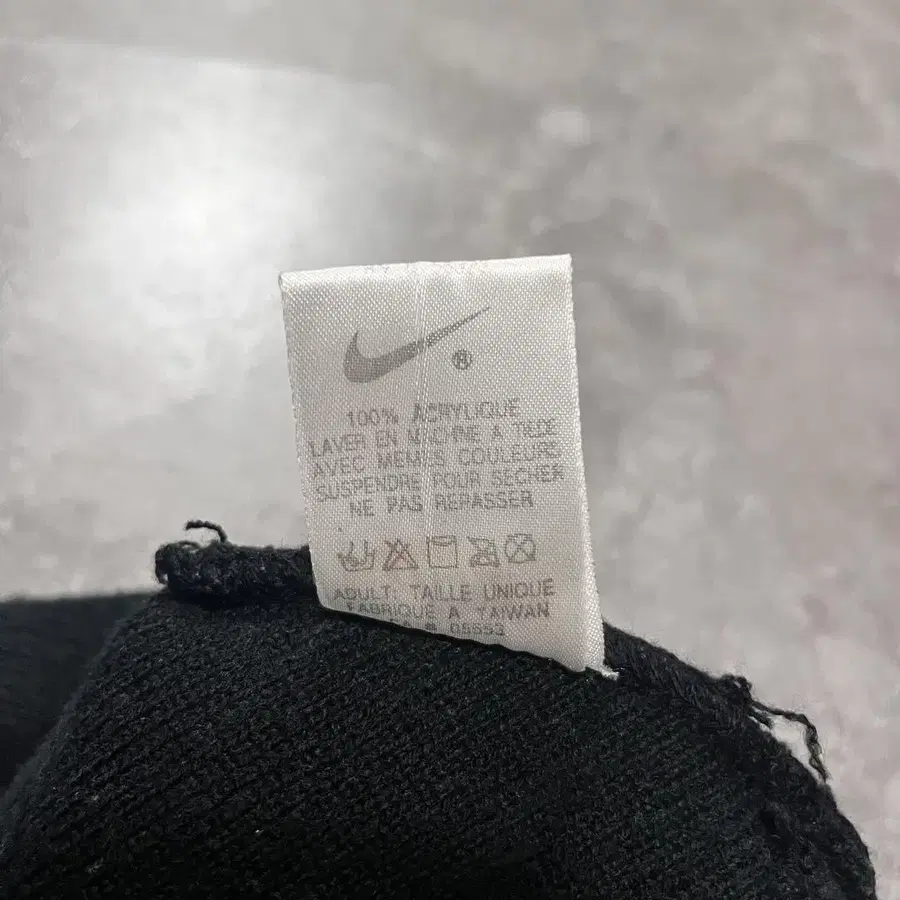 ®
100% ACRYLIQUE
LAVER EN MACHINE A TIEDE
AVEC MEMES COULEURS
SUSPENDRE POUR SECHER
NE PAS REPASSER
ADULT: TAILLE UNIQUE
FABRIQUE A TAIWAN
# 05553